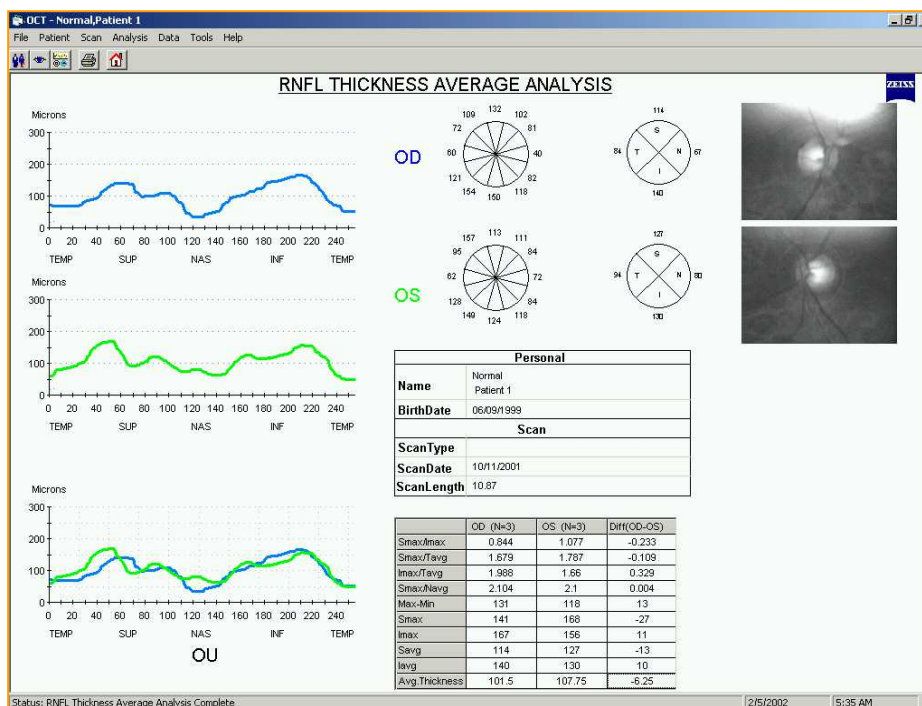 OCT - Normal,Patient 1
File Patient Scan Analysis Data Tools Help
RNFL THICKNESS AVERAGE ANALYSIS
ZEISS
Microns
300
200
100
0
0 20 40 60 80 100 120 140 160 180 200 220 240
TEMP SUP NAS INF TEMP
OD
132
109 102
72 81
60 40
121 82
154 118
150
114
S
84 T N 67
I
140
Microns
300
200
100
0
0 20 40 60 80 100 120 140 160 180 200 220 240
TEMP SUP NAS INF TEMP
OS
113
157 111
95 84
62 72
128 84
149 118
124
127
S
94 T N 80
I
130
Personal
Name Normal
Patient 1
BirthDate 06/09/1999
Scan
ScanType
ScanDate 10/11/2001
ScanLength 10.87
Microns
300
200
100
0
0 20 40 60 80 100 120 140 160 180 200 220 240
TEMP SUP NAS INF TEMP
OU
OD (N=3) OS (N=3) Diff(OD-OS)
Smax/Imax 0.844 1.077 -0.233
Smax/Tavg 1.679 1.787 -0.109
Imax/Tavg 1.988 1.66 0.329
Smax/Navg 2.104 2.1 0.004
Max-Min 131 118 13
Smax 141 168 -27
Imax 167 156 11
Savg 114 127 -13
Iavg 140 130 10
Avg.Thickness 101.5 107.75 -6.25
Status: RNFL Thickness Average Analysis Complete 2/5/2002 5:35 AM